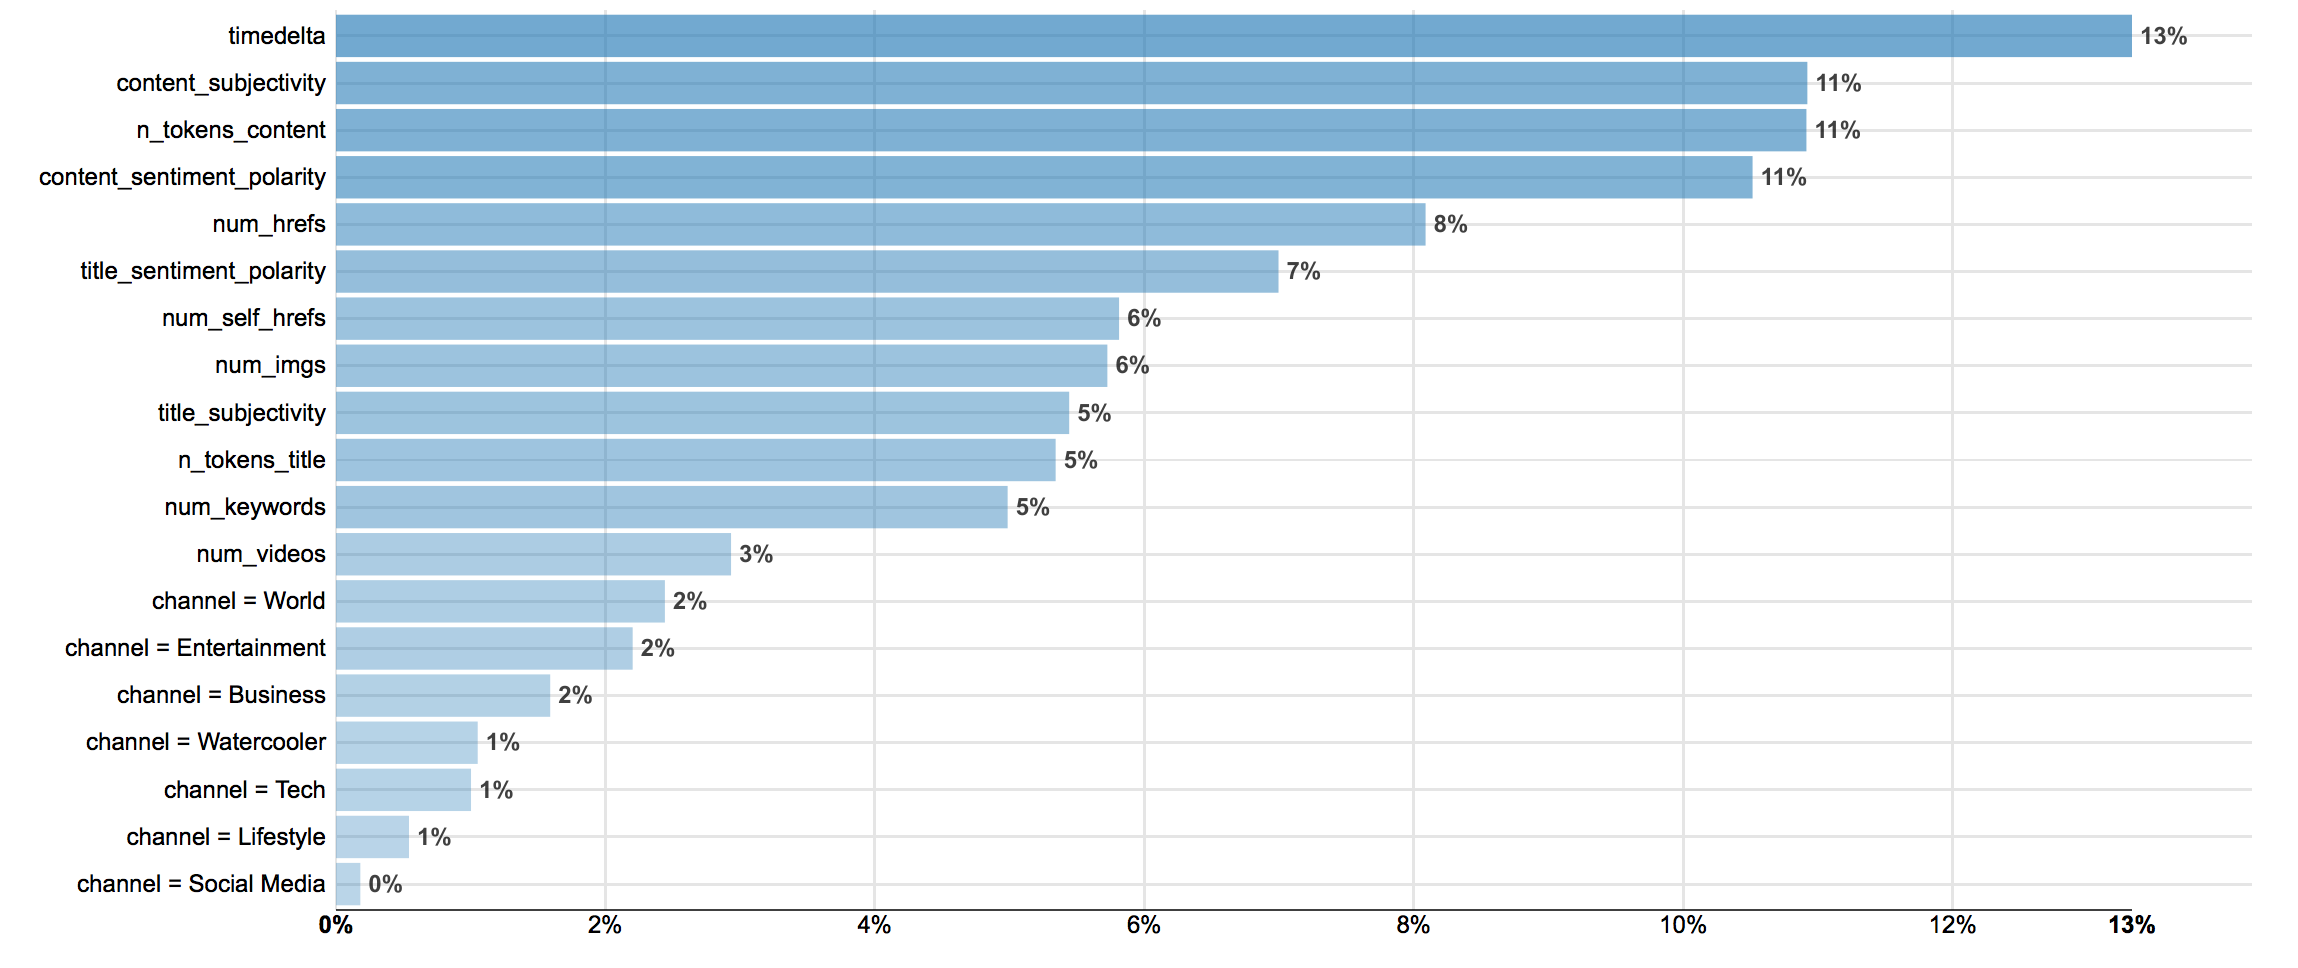 timedelta 13%
content_subjectivity 11%
n_tokens_content 11%
content_sentiment_polarity 11%
num_hrefs 8%
title_sentiment_polarity 7%
num_self_hrefs 6%
num_imgs 6%
title_subjectivity 5%
n_tokens_title 5%
num_keywords 5%
num_videos 3%
channel = World 2%
channel = Entertainment 2%
channel = Business 2%
channel = Watercooler 1%
channel = Tech 1%
channel = Lifestyle 1%
channel = Social Media 0%
0% 2% 4% 6% 8% 10% 12% 13%